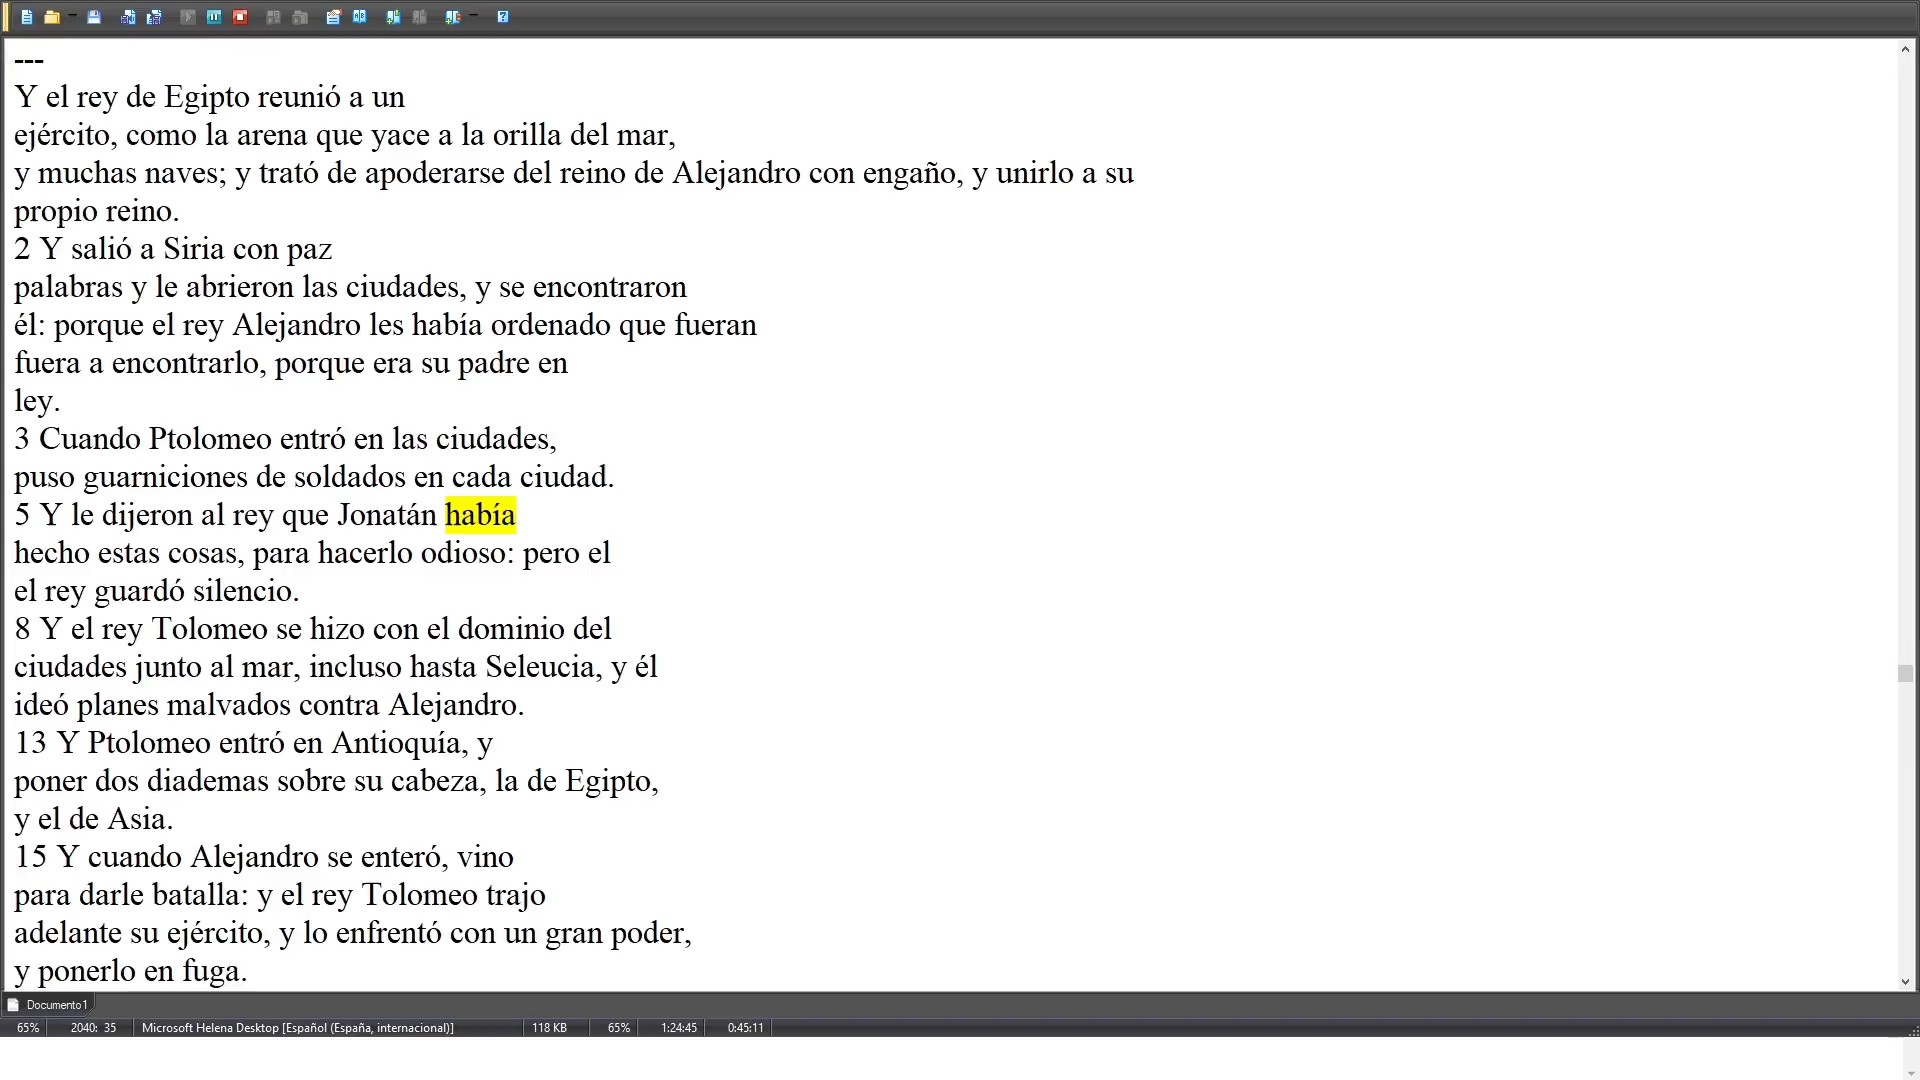 ---
Y el rey de Egipto reunió a un
ejército, como la arena que yace a la orilla del mar,
y muchas naves; y trató de apoderarse del reino de Alejandro con engaño, y unirlo a su
propio reino.
2 Y salió a Siria con paz
palabras y le abrieron las ciudades, y se encontraron
él: porque el rey Alejandro les había ordenado que fueran
fuera a encontrarlo, porque era su padre en
ley.
3 Cuando Ptolomeo entró en las ciudades,
puso guarniciones de soldados en cada ciudad.
5 Y le dijeron al rey que Jonatán había
hecho estas cosas, para hacerlo odioso: pero el
el rey guardó silencio.
8 Y el rey Tolomeo se hizo con el dominio del
ciudades junto al mar, incluso hasta Seleucia, y él
ideó planes malvados contra Alejandro.
13 Y Ptolomeo entró en Antioquía, y
poner dos diademas sobre su cabeza, la de Egipto,
y el de Asia.
15 Y cuando Alejandro se enteró, vino
para darle batalla: y el rey Tolomeo trajo
adelante su ejército, y lo enfrentó con un gran poder,
y ponerlo en fuga.
Documento1
65% 2040: 35 Microsoft Helena Desktop [Español (España, internacional)] 118 KB 65% 1:24:45 0:45:11